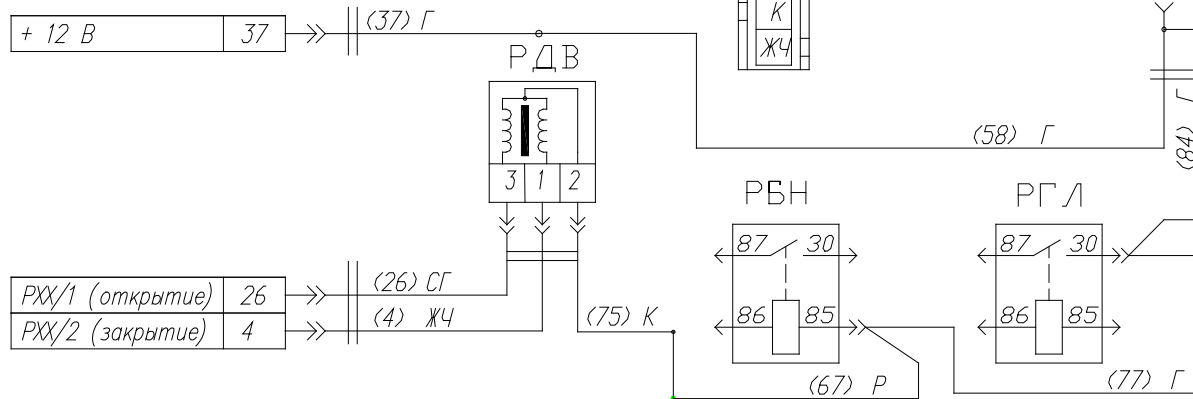 К
+ 12 В 37
(37) Г
ЖЧ
РДВ
(58) Г
(84) Г
3 1 2
РБН
РГЛ
87 30
87 30
РХХ/1 (открытие) 26
(26) СГ
РХХ/2 (закрытие) 4
(4) ЖЧ
(75) К
86 85
86 85
(67) Р
(77) Г